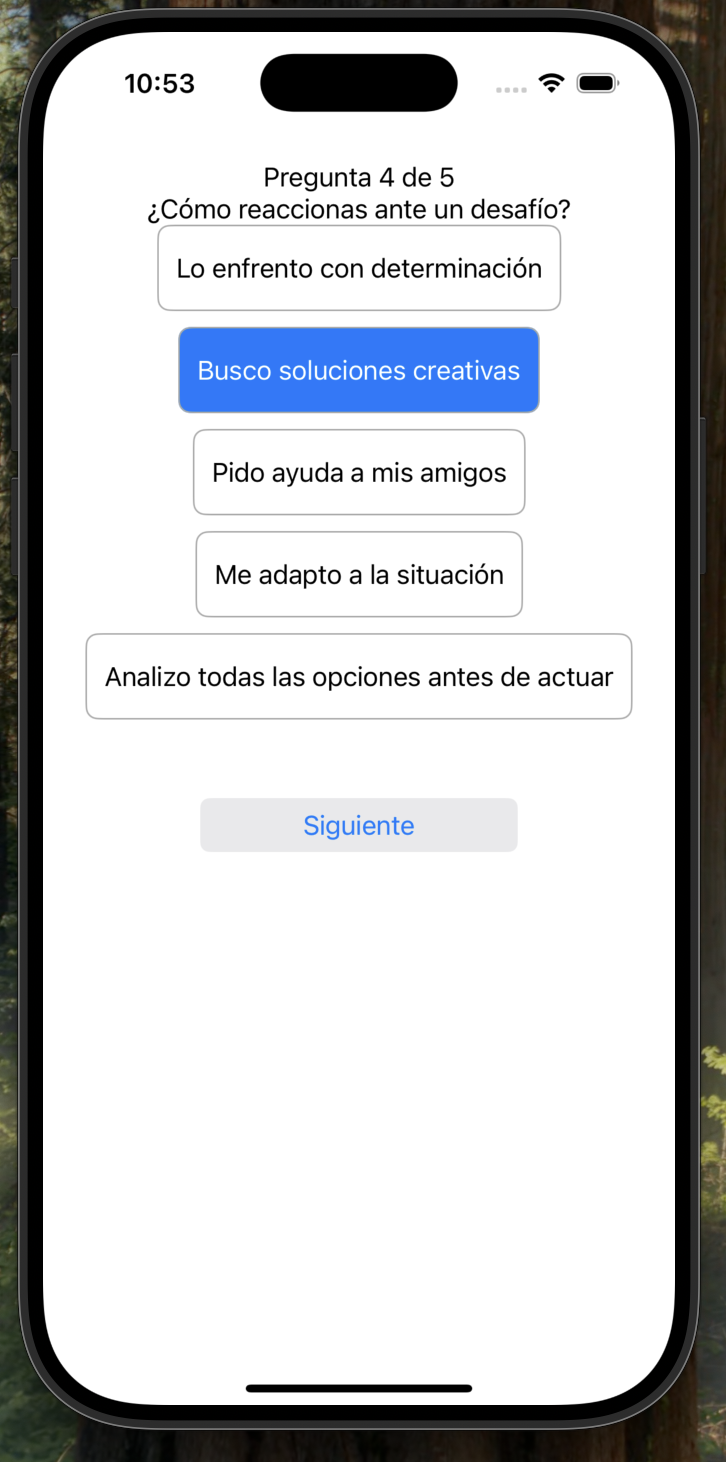 10:53
Pregunta 4 de 5
¿Cómo reaccionas ante un desafío?
Lo enfrento con determinación
Busco soluciones creativas
Pido ayuda a mis amigos
Me adapto a la situación
Analizo todas las opciones antes de actuar
Siguiente